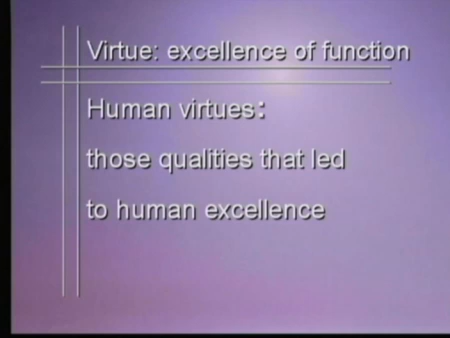 Virtue: excellence of function
Human virtues:
those qualities that led
to human excellence